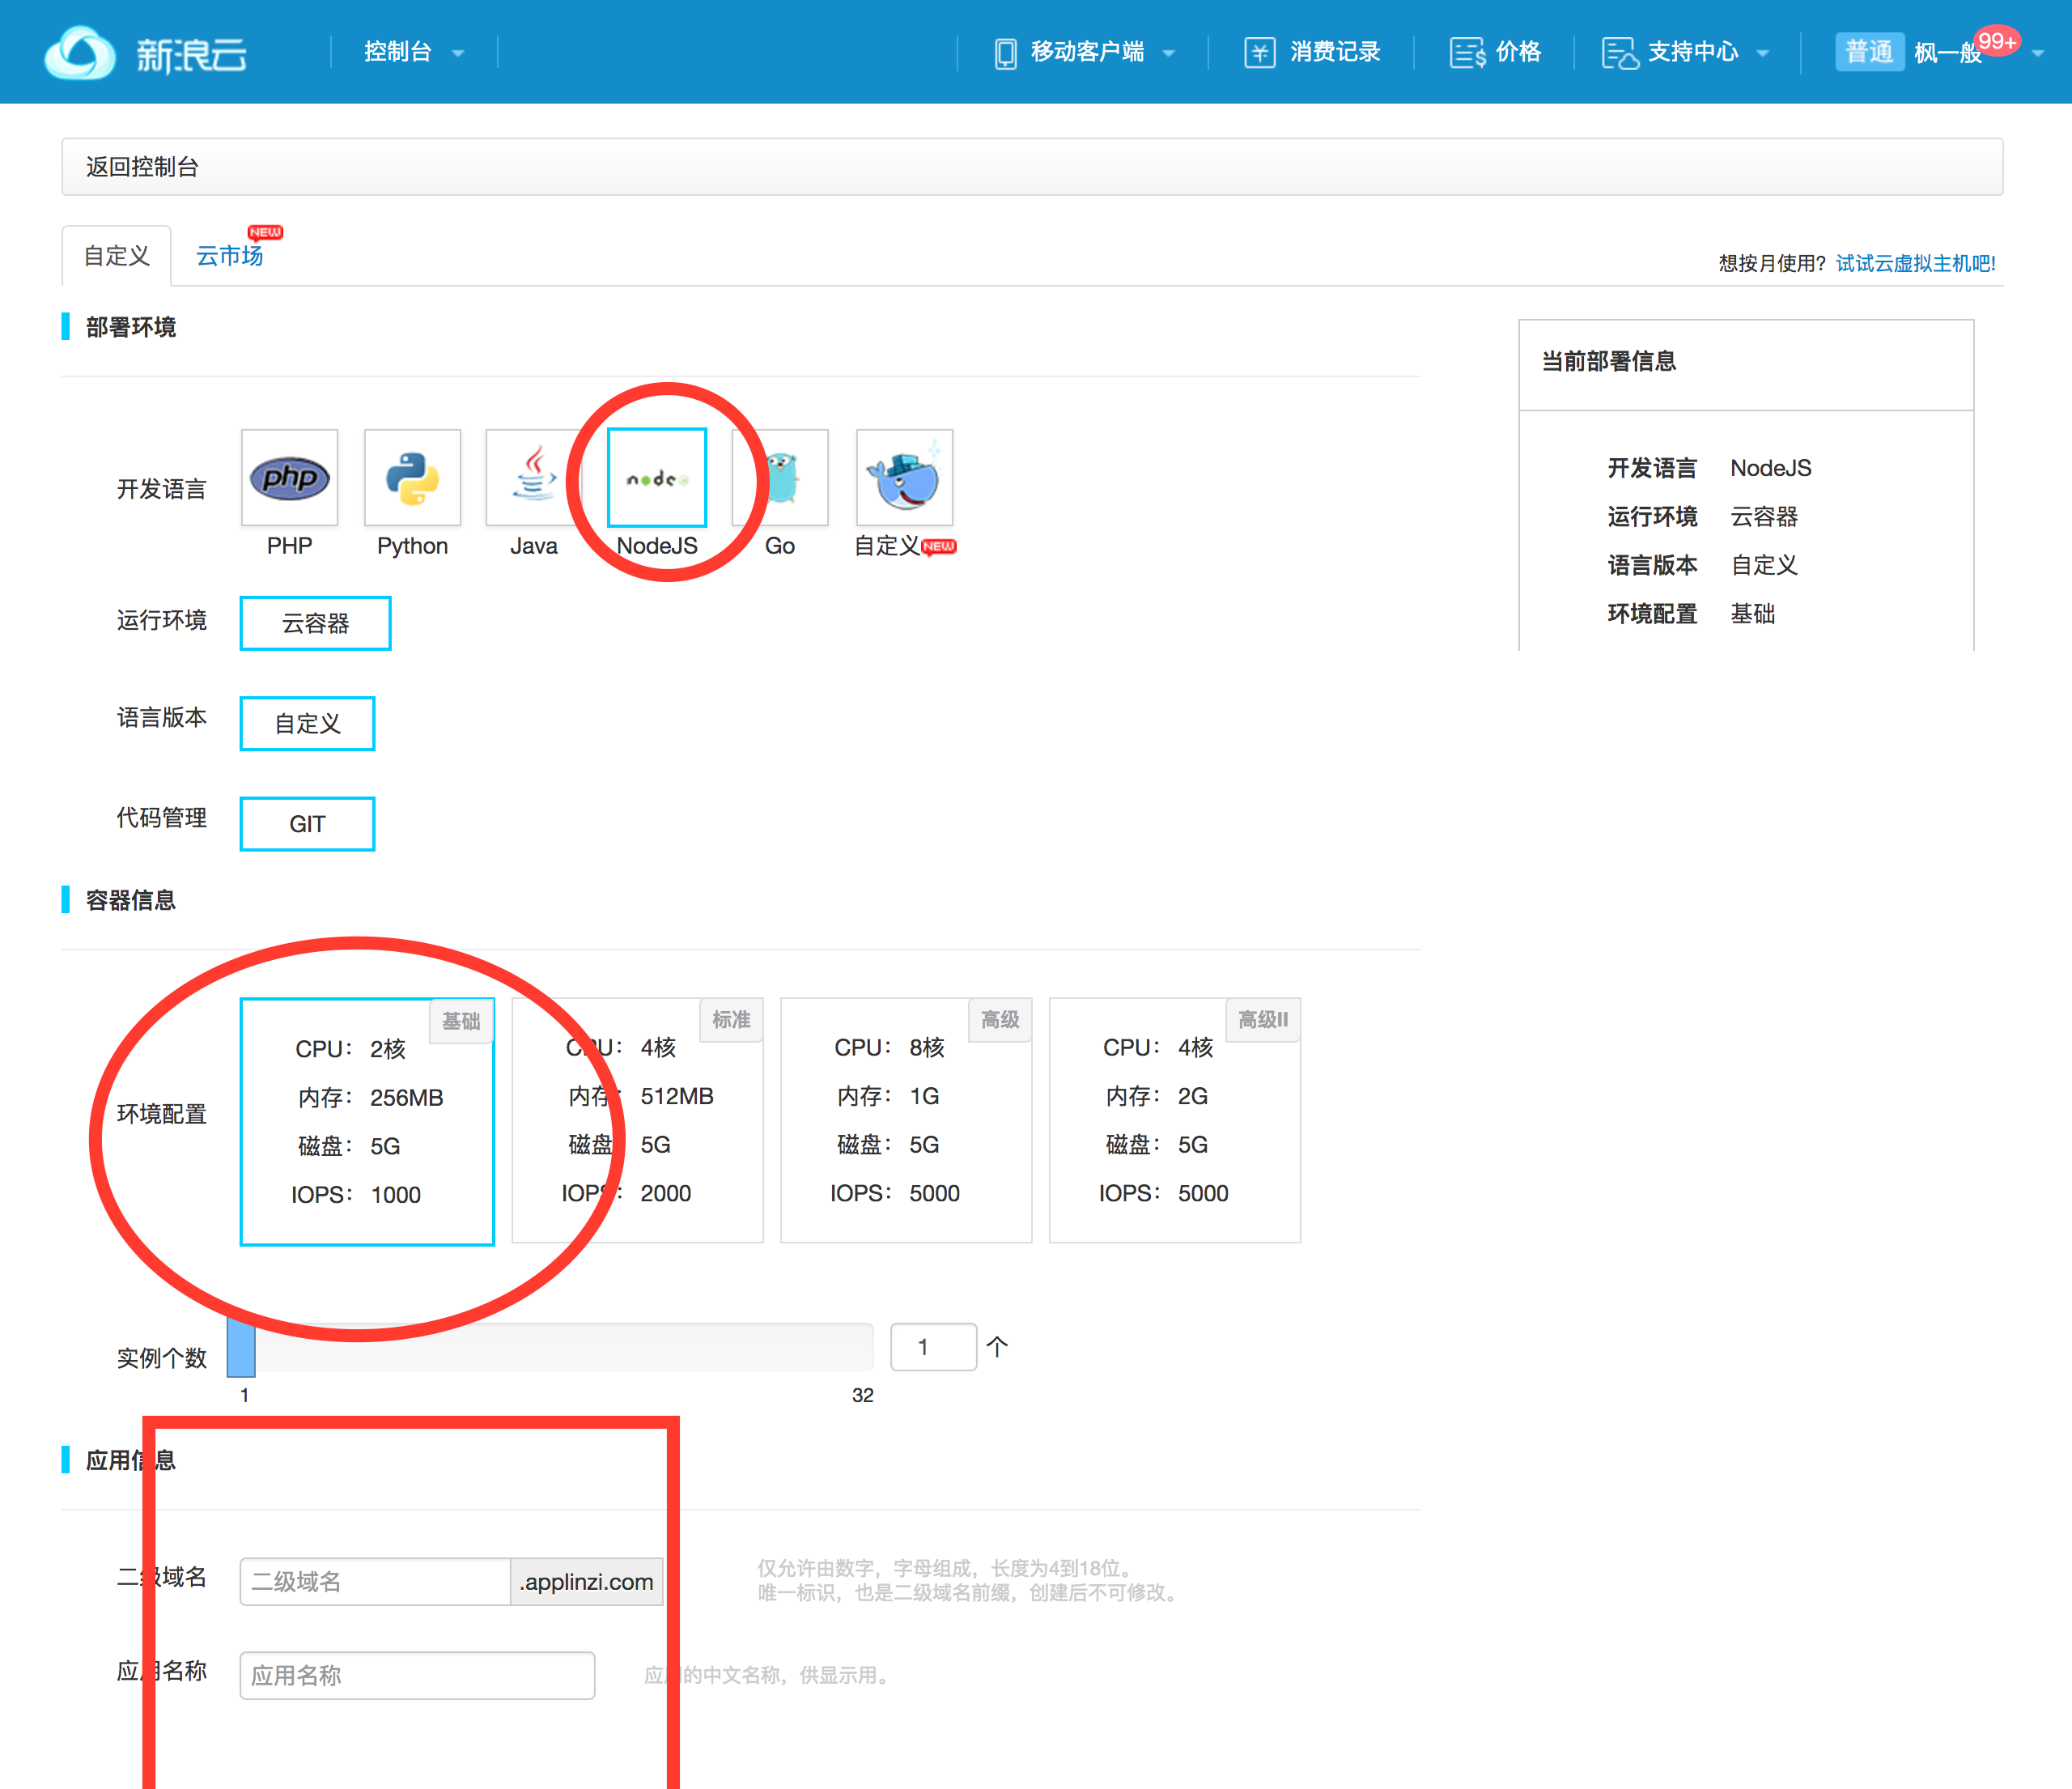 新浪云 控制台 移动客户端 消费记录 价格 支持中心 普通 枫一般 99+
返回控制台
自定义 云市场 NEW
想按月使用？ 试试云虚拟主机吧!
部署环境
开发语言
php node
PHP Python Java NodeJS Go 自定义 NEW
运行环境 云容器
语言版本 自定义
代码管理 GIT
容器信息
环境配置
基础
CPU： 2核
内存： 256MB
磁盘： 5G
IOPS： 1000
标准
CPU： 4核
内存： 512MB
磁盘： 5G
IOPS： 2000
高级
CPU： 8核
内存： 1G
磁盘： 5G
IOPS： 5000
高级II
CPU： 4核
内存： 2G
磁盘： 5G
IOPS： 5000
实例个数 1 个
1 32
应用信息
二级域名 二级域名 .applinzi.com
仅允许由数字，字母组成，长度为4到18位。
唯一标识，也是二级域名前缀，创建后不可修改。
应用名称 应用名称 应用的中文名称，供显示用。
当前部署信息
开发语言 NodeJS
运行环境 云容器
语言版本 自定义
环境配置 基础